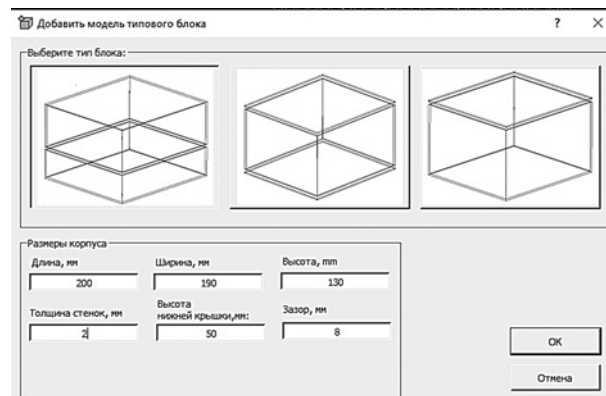 Добавить модель типового блока ? ×
Выберите тип блока:
Размеры корпуса
Длина, мм Ширина, мм Высота, mm
200 190 130
Толщина стенок, мм Высота нижней крышки,мм: Зазор, мм
2 50 8
OK
Отмена